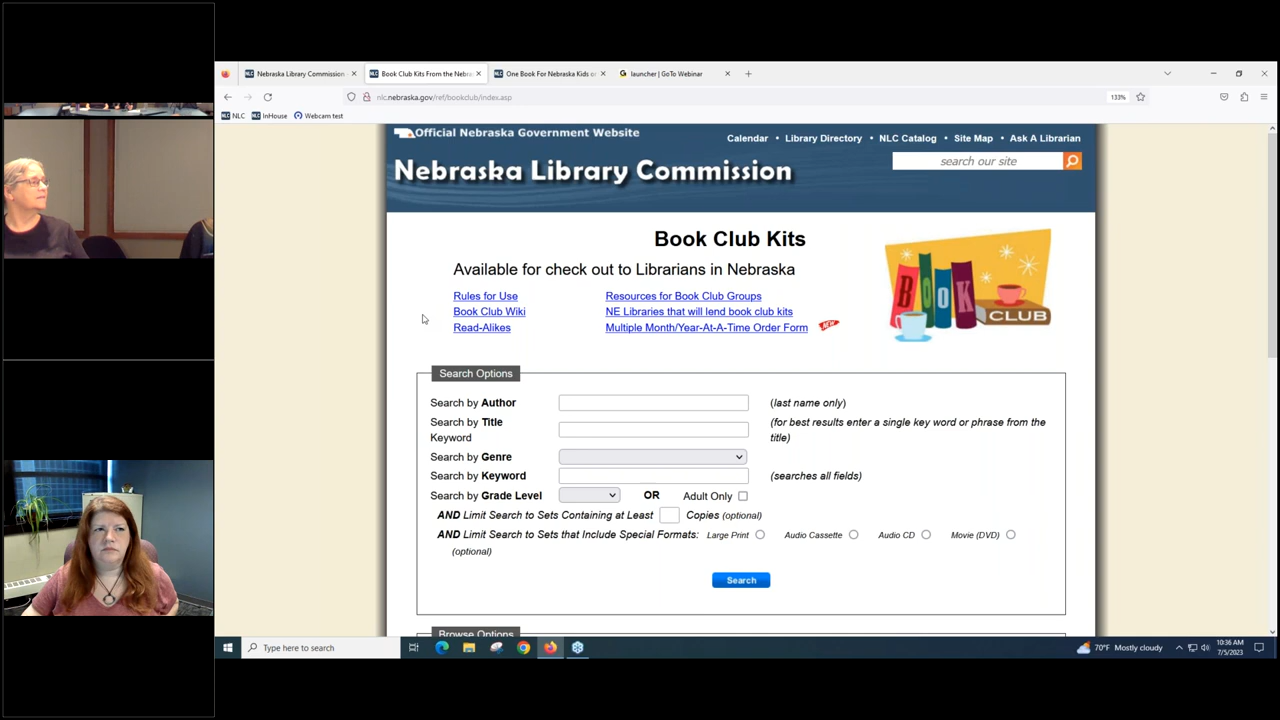 Nebraska Library Commission -
Book Club Kits From the Nebra
One Book For Nebraska Kids or
launcher | GoTo Webinar
nlc.nebraska.gov/ref/bookclub/index.asp
133%
NLC
InHouse
Webcam test
Official Nebraska Government Website
Calendar • Library Directory • NLC Catalog • Site Map • Ask A Librarian
Nebraska Library Commission
search our site
Book Club Kits
Available for check out to Librarians in Nebraska
BOOK
CLUB
Rules for Use
Resources for Book Club Groups
Book Club Wiki
NE Libraries that will lend book club kits
Read-Alikes
Multiple Month/Year-At-A-Time Order Form
NEW
Search Options
Search by Author
(last name only)
Search by Title
Keyword
(for best results enter a single key word or phrase from the
title)
Search by Genre
Search by Keyword
(searches all fields)
Search by Grade Level
OR
Adult Only
AND Limit Search to Sets Containing at Least
Copies (optional)
AND Limit Search to Sets that Include Special Formats:
Large Print
Audio Cassette
Audio CD
Movie (DVD)
(optional)
Search
Browse Options
Type here to search
70°F Mostly cloudy
10:36 AM
7/5/2023